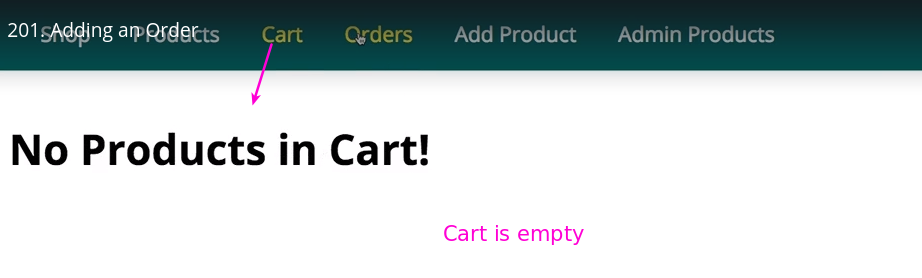 201. Adding an Order
Shop Products Cart Orders Add Product Admin Products
No Products in Cart!
Cart is empty